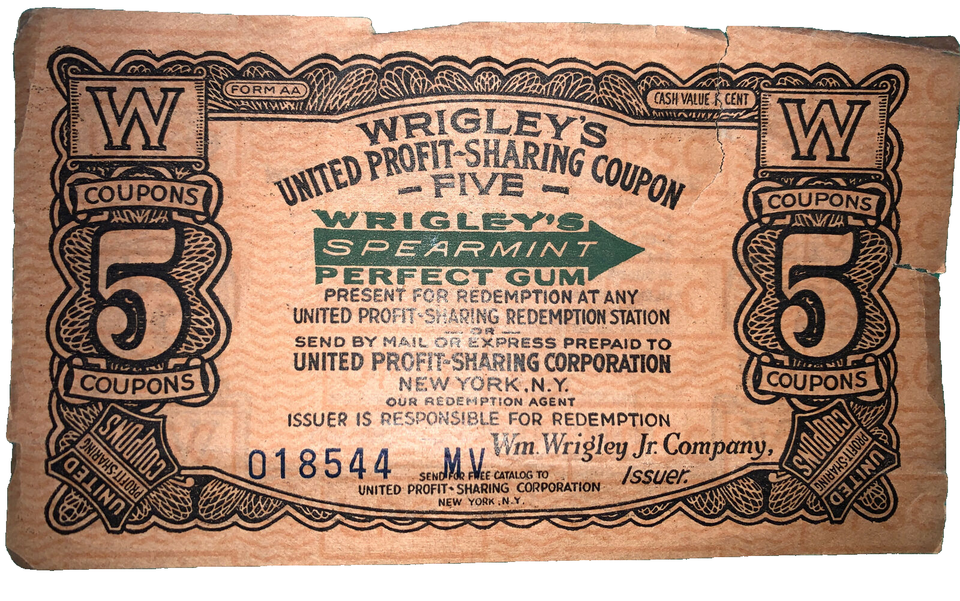 FORM AA
CASH VALUE CENT
W
W
WRIGLEY'S
UNITED PROFIT-SHARING COUPON
- FIVE -
COUPONS
COUPONS
5
5
WRIGLEY'S
SPEARMINT
PERFECT GUM
PRESENT FOR REDEMPTION AT ANY
UNITED PROFIT-SHARING REDEMPTION STATION
- OR -
SEND BY MAIL OR EXPRESS PREPAID TO
UNITED PROFIT-SHARING CORPORATION
COUPONS
COUPONS
NEW YORK, N.Y.
OUR REDEMPTION AGENT
ISSUER IS RESPONSIBLE FOR REDEMPTION
Wm. Wrigley Jr. Company,
Issuer.
018544 MV
SEND FOR FREE CATALOG TO
UNITED PROFIT-SHARING CORPORATION
NEW YORK, N.Y.
UNITED
PROFIT-SHARING
COUPONS
UNITED
PROFIT-SHARING
COUPONS